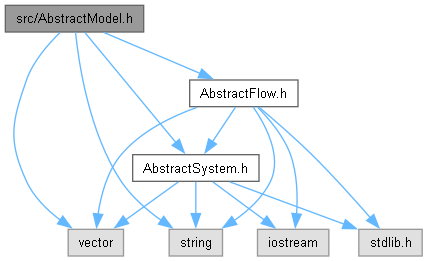 src/AbstractModel.h
AbstractFlow.h
AbstractSystem.h
vector
string
iostream
stdlib.h